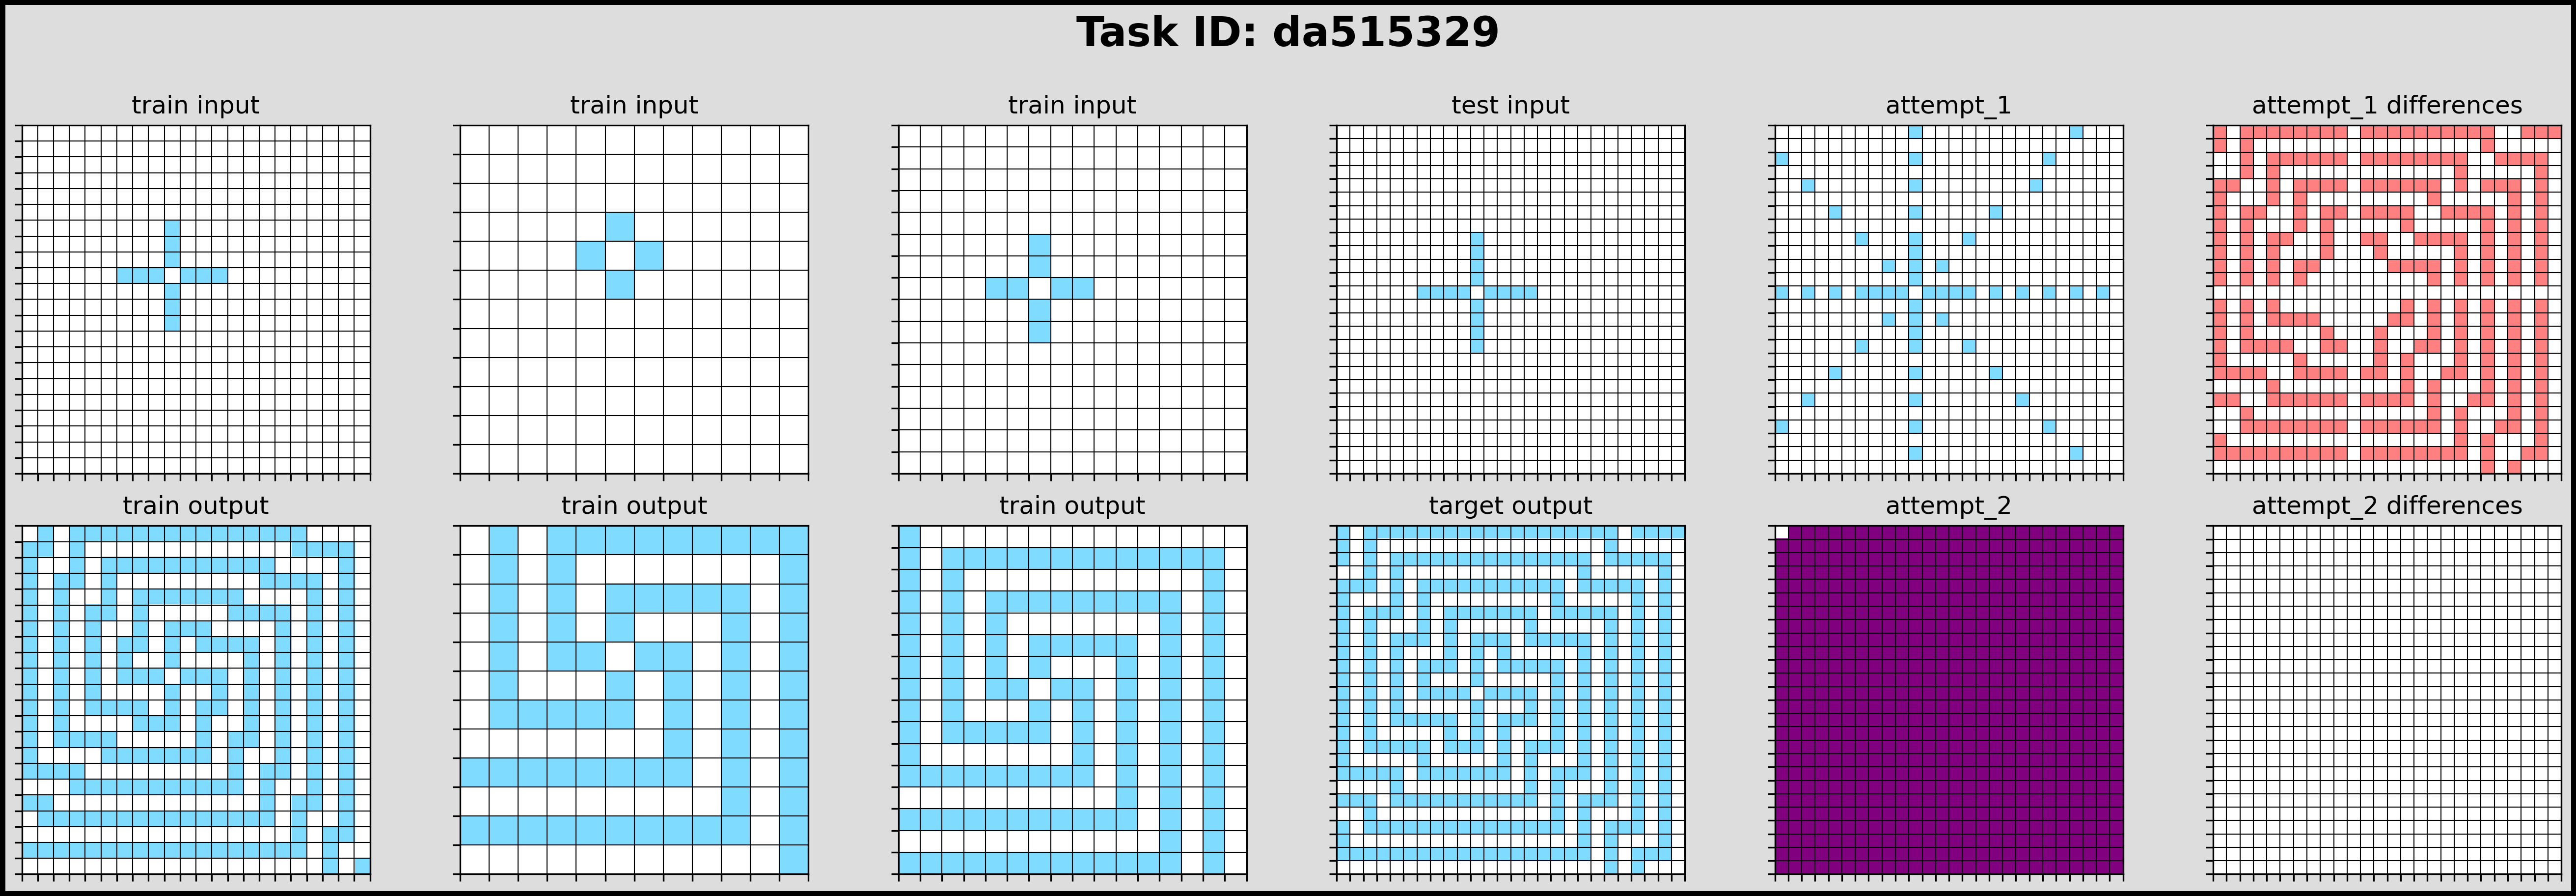 Task ID: da515329
train input
train input
train input
test input
attempt_1
attempt_1 differences
train output
train output
train output
target output
attempt_2
attempt_2 differences